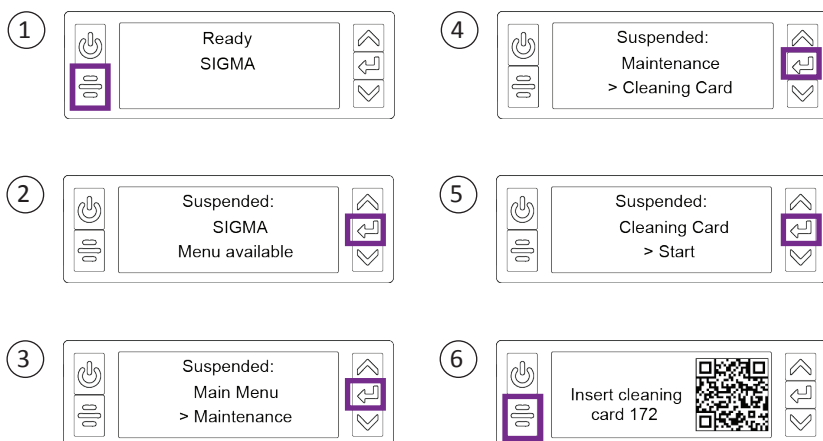 1
Ready
SIGMA
2
Suspended:
SIGMA
Menu available
3
Suspended:
Main Menu
> Maintenance
4
Suspended:
Maintenance
> Cleaning Card
5
Suspended:
Cleaning Card
> Start
6
Insert cleaning
card 172